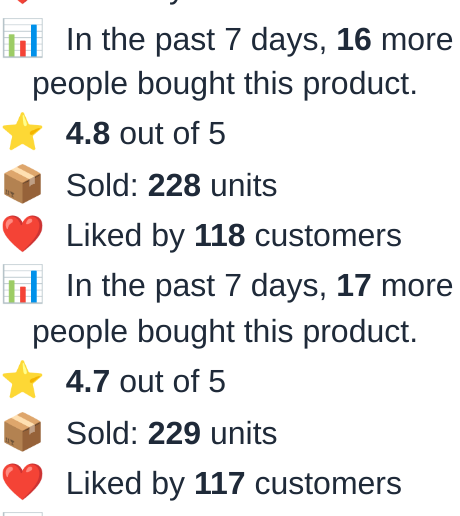 In the past 7 days, 16 more
people bought this product.
4.8 out of 5
Sold: 228 units
Liked by 118 customers
In the past 7 days, 17 more
people bought this product.
4.7 out of 5
Sold: 229 units
Liked by 117 customers